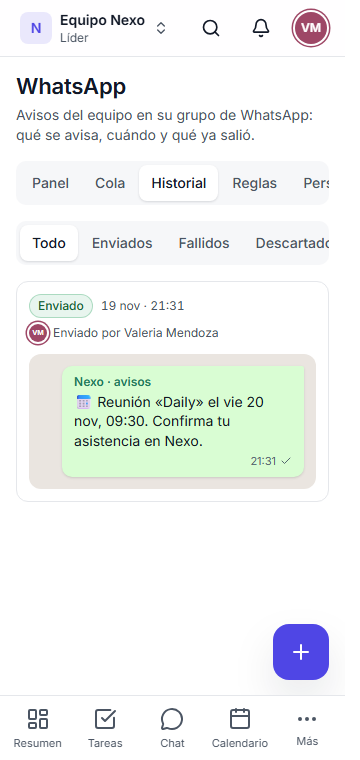 N
Equipo Nexo
Líder
VM
WhatsApp
Avisos del equipo en su grupo de WhatsApp:
qué se avisa, cuándo y qué ya salió.
Panel Cola Historial Reglas Pers
Todo Enviados Fallidos Descartado
Enviado 19 nov · 21:31
VM Enviado por Valeria Mendoza
Nexo · avisos
Reunión «Daily» el vie 20
nov, 09:30. Confirma tu
asistencia en Nexo.
21:31
Resumen Tareas Chat Calendario Más